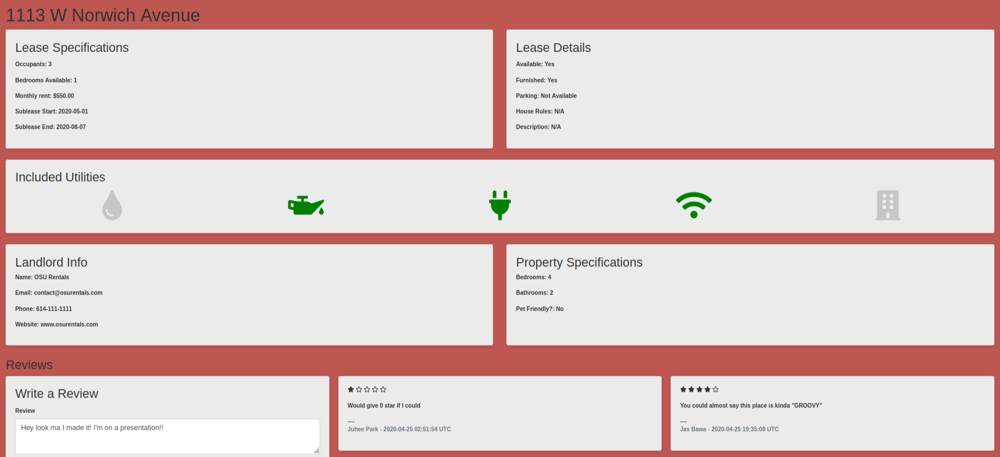 1113 W Norwich Avenue
Lease Specifications
Occupants: 3
Bedrooms Available: 1
Monthly rent: $550.00
Sublease Start: 2020-05-01
Sublease End: 2020-08-07
Lease Details
Available: Yes
Furnished: Yes
Parking: Not Available
House Rules: N/A
Description: N/A
Included Utilities
Landlord Info
Name: OSU Rentals
Email: contact@osurentals.com
Phone: 614-111-1111
Website: www.osurentals.com
Property Specifications
Bedrooms: 4
Bathrooms: 2
Pet Friendly?: No
Reviews
Write a Review
Review
Hey look ma I made it! I'm on a presentation!!
Would give 0 star if I could
— Juhee Park - 2020-04-25 02:51:54 UTC
You could almost say this place is kinda "GROOVY"
— Jas Bawa - 2020-04-25 19:35:08 UTC